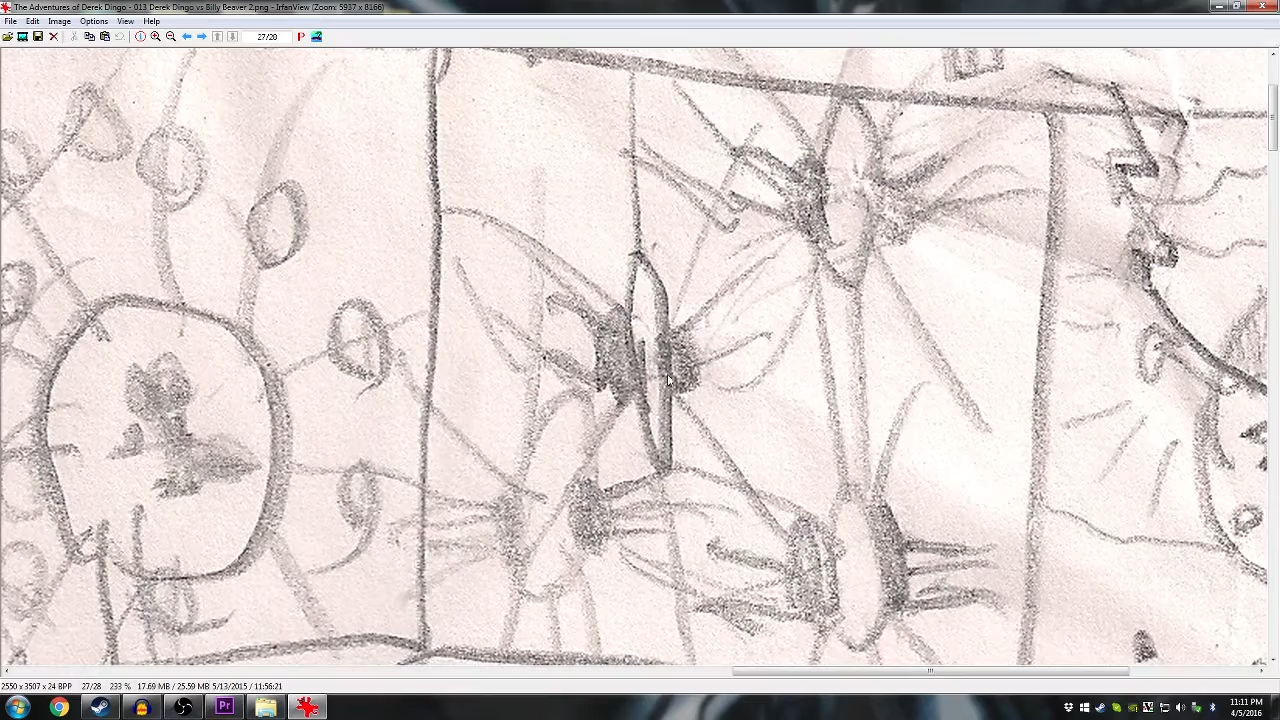 The Adventures of Derek Dingo - 013 Derek Dingo vs Billy Beaver 2.png - IrfanView (Zoom: 5937 x 8166)
File Edit Image Options View Help
27/28
2550 x 3507 x 24 BPP 27/28 233 % 17.69 MB / 25.59 MB 5/13/2015 / 11:56:21
Pr
11:11 PM
4/5/2016